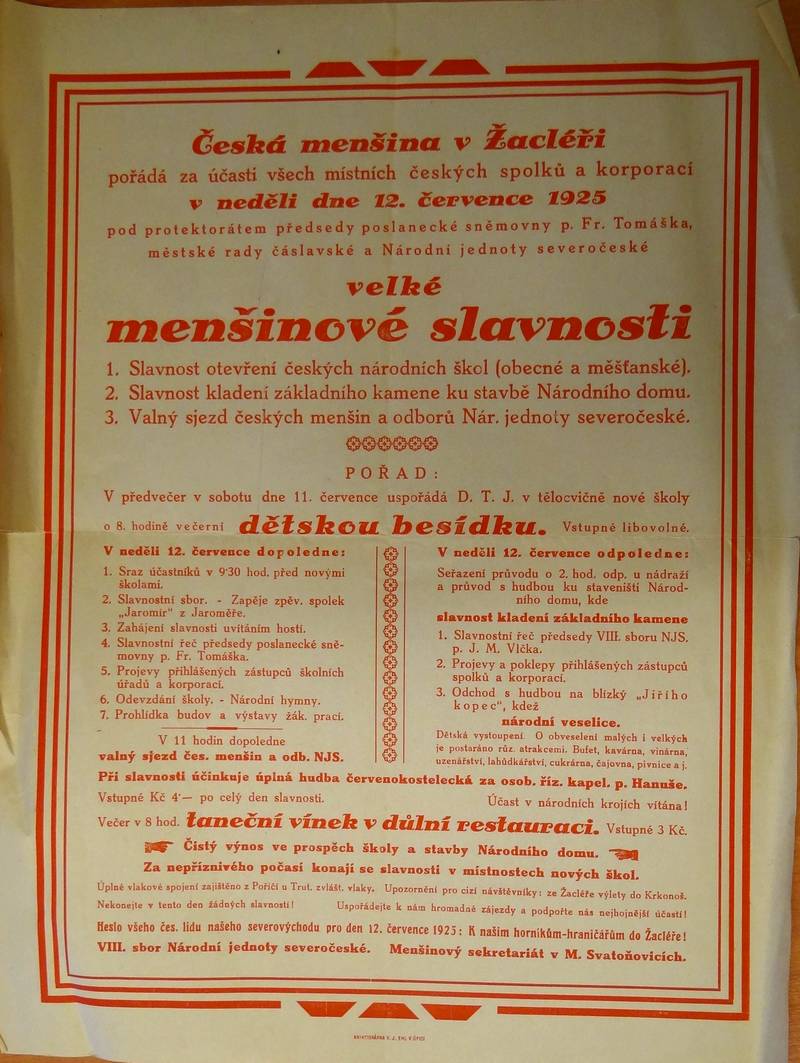 Česká menšina v Žacléři
pořádá za účasti všech místních českých spolků a korporací
v neděli dne 12. července 1925
pod protektorátem předsedy poslanecké sněmovny p. Fr. Tomáška,
městské rady čáslavské a Národní jednoty severočeské
velké
menšinové slavnosti
1. Slavnost otevření českých národních škol (obecné a měšťanské).
2. Slavnost kladení základního kamene ku stavbě Národního domu.
3. Valný sjezd českých menšin a odborů Nár. jednoty severočeské.
POŘAD:
V předvečer v sobotu dne 11. července uspořádá D. T. J. v tělocvičně nové školy
o 8. hodině večerní dětskou besídku. Vstupné libovolné.
V neděli 12. července dopoledne:
1. Sraz účastníků v 9·30 hod. před novými
školami.
2. Slavnostní sbor. - Zapěje zpěv. spolek
„Jaromír“ z Jaroměře.
3. Zahájení slavnosti uvítáním hostí.
4. Slavnostní řeč předsedy poslanecké sně-
movny p. Fr. Tomáška.
5. Projevy přihlášených zástupců školních
úřadů a korporací.
6. Odevzdání školy. - Národní hymny.
7. Prohlídka budov a výstavy žák. prací.
V 11 hodin dopoledne
valný sjezd čes. menšin a odb. NJS.
V neděli 12. července odpoledne:
Seřazení průvodu o 2. hod. odp. u nádraží
a průvod s hudbou ku staveništi Národ-
ního domu, kde
slavnost kladení základního kamene
1. Slavnostní řeč předsedy VIII. sboru NJS.
p. J. M. Vlčka.
2. Projevy a poklepy přihlášených zástupců
spolků a korporací.
3. Odchod s hudbou na blízký „Jiřího
kopec“, kdež
národní veselice.
Dětská vystoupení. O obveselení malých i velkých
je postaráno růz. atrakcemi. Bufet, kavárna, vinárna,
uzenářství, lahůdkářství, cukrárna, čajovna, pivnice a j.
Při slavnosti účinkuje úplná hudba červenokostelecká za osob. říz. kapel. p. Hanuše.
Vstupné Kč 4·— po celý den slavnosti. Účast v národních krojích vítána!
Večer v 8 hod. taneční vínek v důlní restauraci. Vstupné 3 Kč.
Čistý výnos ve prospěch školy a stavby Národního domu.
Za nepříznivého počasí konají se slavnosti v místnostech nových škol.
Úplné vlakové spojení zajištěno z Poříčí u Trut. zvlášt. vlaky. Upozornění pro cizí návštěvníky: ze Žacléře výlety do Krkonoš.
Nekonejte v tento den žádných slavností! Uspořádejte k nám hromadné zájezdy a podpořte nás nejhojnější účastí!
Heslo všeho čes. lidu našeho severovýchodu pro den 12. července 1925: K našim horníkům-hraničářům do Žacléře!
VIII. sbor Národní jednoty severočeské. Menšinový sekretariát v M. Svatoňovicích.